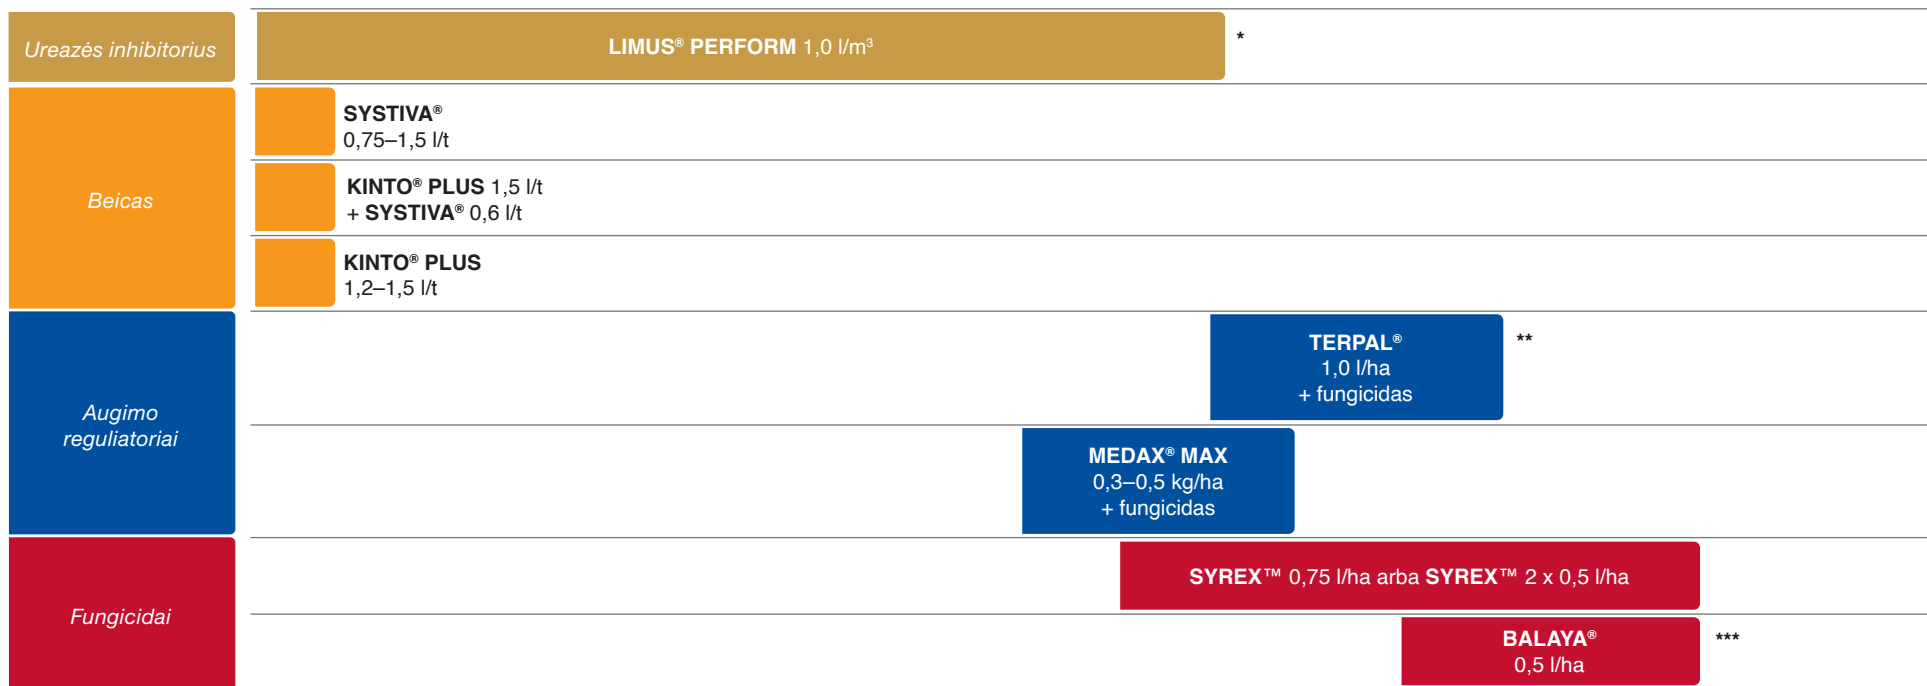 Ureazės inhibitorius
LIMUS® PERFORM 1,0 l/m³
*
Beicas
SYSTIVA®
0,75–1,5 l/t
KINTO® PLUS 1,5 l/t
+ SYSTIVA® 0,6 l/t
KINTO® PLUS
1,2–1,5 l/t
Augimo
reguliatoriai
TERPAL®
1,0 l/ha
+ fungicidas
**
MEDAX® MAX
0,3–0,5 kg/ha
+ fungicidas
Fungicidai
SYREX™ 0,75 l/ha arba SYREX™ 2 x 0,5 l/ha
BALAYA®
0,5 l/ha
***